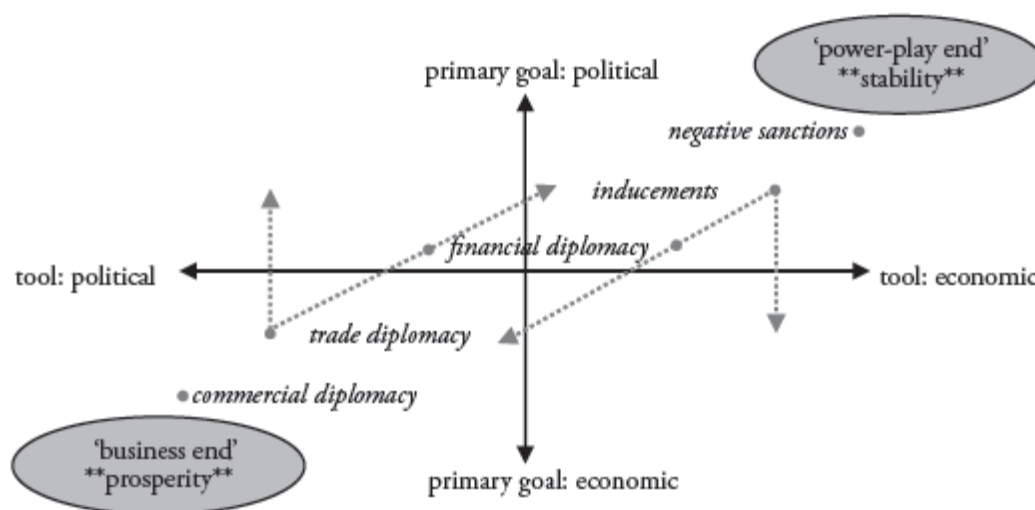 ‘power-play end’
**stability**
primary goal: political
negative sanctions
inducements
financial diplomacy
tool: political
tool: economic
trade diplomacy
commercial diplomacy
‘business end’
**prosperity**
primary goal: economic